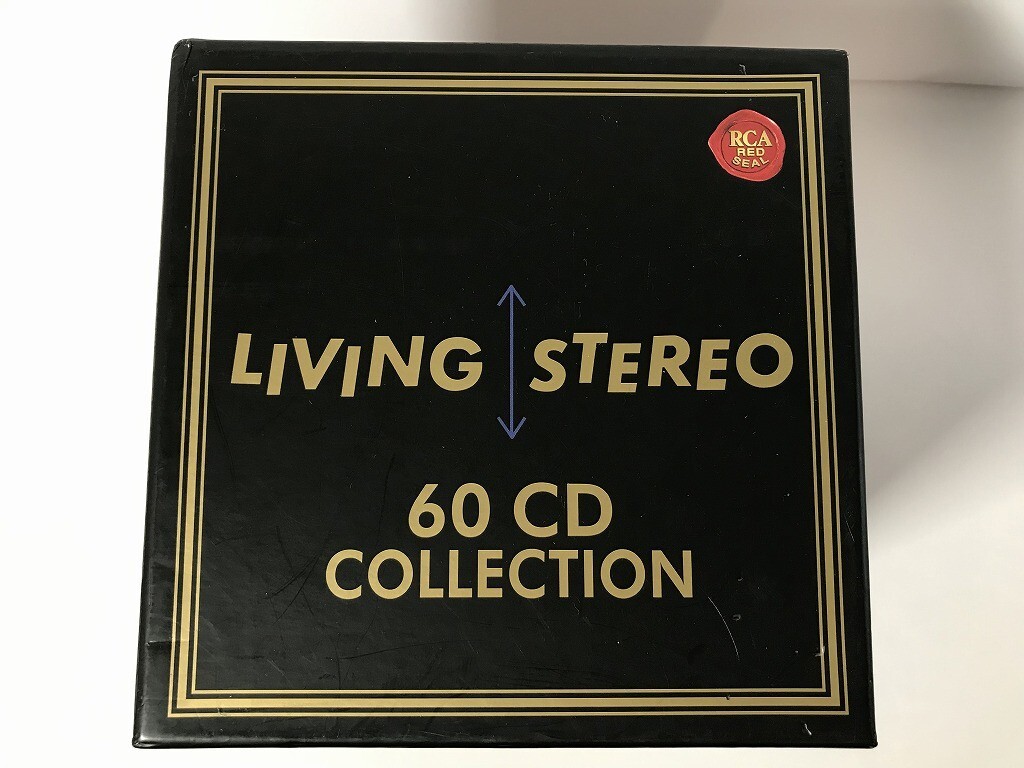 RCA
RED
SEAL
LIVING STEREO
60 CD
COLLECTION